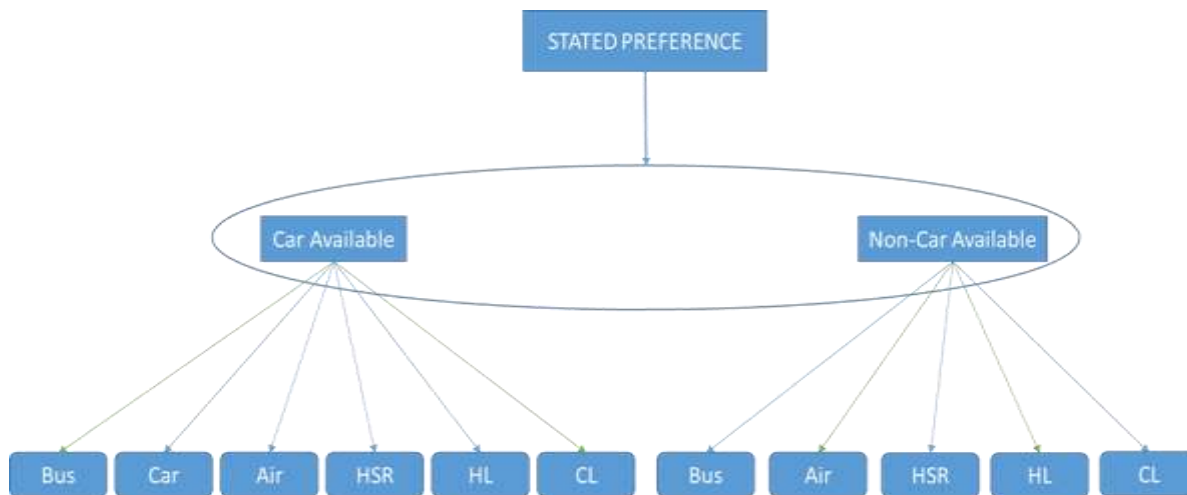 STATED PREFERENCE
Car Available
Non-Car Available
Bus
Car
Air
HSR
HL
CL
Bus
Air
HSR
HL
CL